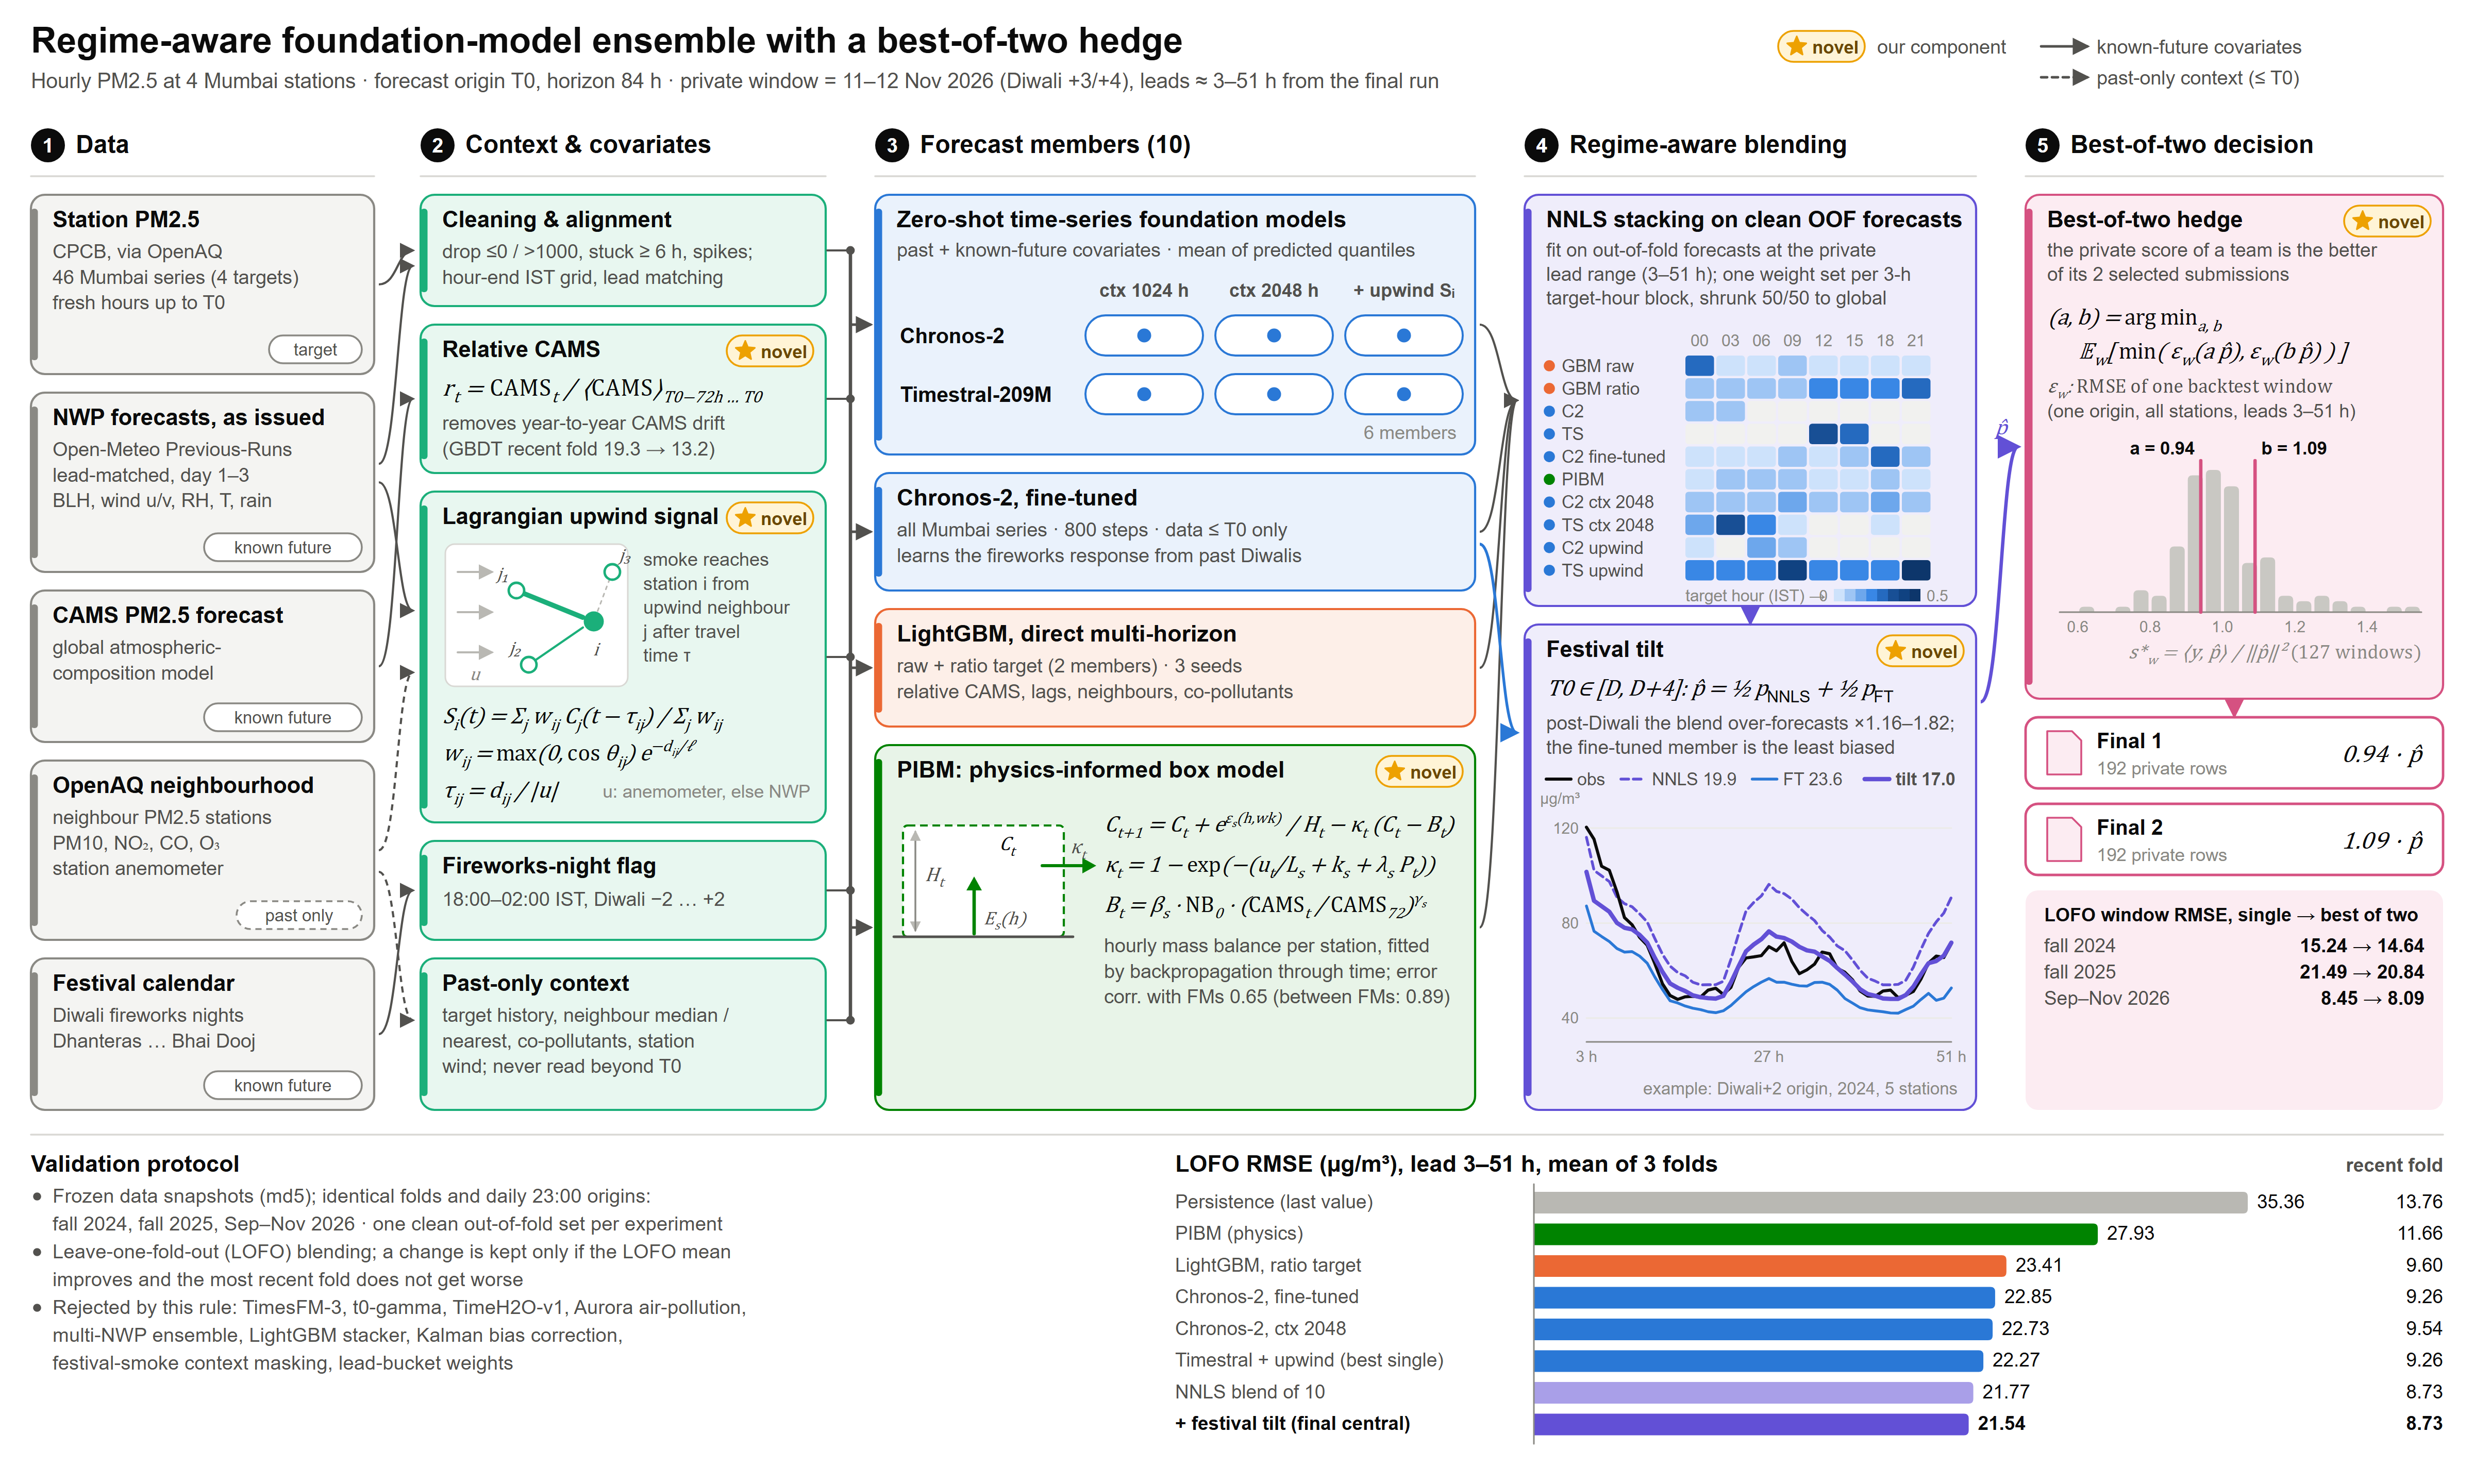 Regime-aware foundation-model ensemble with a best-of-two hedge
Hourly PM2.5 at 4 Mumbai stations · forecast origin T0, horizon 84 h · private window = 11–12 Nov 2026 (Diwali +3/+4), leads ≈ 3–51 h from the final run
★ novel our component
known-future covariates
past-only context (≤ T0)
1 Data
Station PM2.5
CPCB, via OpenAQ
46 Mumbai series (4 targets)
fresh hours up to T0
target
NWP forecasts, as issued
Open-Meteo Previous-Runs
lead-matched, day 1–3
BLH, wind u/v, RH, T, rain
known future
CAMS PM2.5 forecast
global atmospheric-
composition model
known future
OpenAQ neighbourhood
neighbour PM2.5 stations
PM10, NO₂, CO, O₃
station anemometer
past only
Festival calendar
Diwali fireworks nights
Dhanteras … Bhai Dooj
known future
2 Context & covariates
Cleaning & alignment
drop ≤0 / >1000, stuck ≥ 6 h, spikes;
hour-end IST grid, lead matching
Relative CAMS
★ novel
r_t = CAMS_t / ⟨CAMS⟩_T0−72h … T0
removes year-to-year CAMS drift
(GBDT recent fold 19.3 → 13.2)
Lagrangian upwind signal
★ novel
j₁
j₂
j₃
i
u
smoke reaches
station i from
upwind neighbour
j after travel
time τ
S_i(t) = Σ_j w_ij C_j(t − τ_ij) / Σ_j w_ij
w_ij = max(0, cos θ_ij) e^(−d_ij/ℓ)
τ_ij = d_ij / |u|
u: anemometer, else NWP
Fireworks-night flag
18:00–02:00 IST, Diwali −2 … +2
Past-only context
target history, neighbour median /
nearest, co-pollutants, station
wind; never read beyond T0
3 Forecast members (10)
Zero-shot time-series foundation models
past + known-future covariates · mean of predicted quantiles
ctx 1024 h ctx 2048 h + upwind Sᵢ
Chronos-2
Timestral-209M
6 members
Chronos-2, fine-tuned
all Mumbai series · 800 steps · data ≤ T0 only
learns the fireworks response from past Diwalis
LightGBM, direct multi-horizon
raw + ratio target (2 members) · 3 seeds
relative CAMS, lags, neighbours, co-pollutants
PIBM: physics-informed box model
★ novel
H_t
C_t
κ_t
E_s(h)
C_t+1 = C_t + e^(ε_s(h,wk)) / H_t − κ_t (C_t − B_t)
κ_t = 1 − exp(−(u_t/L_s + k_s + λ_s P_t))
B_t = β_s · NB_0 · (CAMS_t / CAMS_72)^γ_s
hourly mass balance per station, fitted
by backpropagation through time; error
corr. with FMs 0.65 (between FMs: 0.89)
4 Regime-aware blending
NNLS stacking on clean OOF forecasts
fit on out-of-fold forecasts at the private
lead range (3–51 h); one weight set per 3-h
target-hour block, shrunk 50/50 to global
00 03 06 09 12 15 18 21
GBM raw
GBM ratio
C2
TS
C2 fine-tuned
PIBM
C2 ctx 2048
TS ctx 2048
C2 upwind
TS upwind
target hour (IST) → 0 0.5
Festival tilt
★ novel
T0 ∈ [D, D+4]: p̂ = ½ p_NNLS + ½ p_FT
post-Diwali the blend over-forecasts ×1.16–1.82;
the fine-tuned member is the least biased
obs NNLS 19.9 FT 23.6 tilt 17.0
µg/m³
120
80
40
3 h 27 h 51 h
example: Diwali+2 origin, 2024, 5 stations
p̂
5 Best-of-two decision
Best-of-two hedge
★ novel
the private score of a team is the better
of its 2 selected submissions
(a, b) = arg min_a, b
𝔼_w[ min( ε_w(a p̂), ε_w(b p̂) ) ]
ε_w: RMSE of one backtest window
(one origin, all stations, leads 3–51 h)
a = 0.94 b = 1.09
0.6 0.8 1.0 1.2 1.4
s*_w = ⟨y, p̂⟩ / ‖p̂‖² (127 windows)
Final 1
192 private rows
0.94 · p̂
Final 2
192 private rows
1.09 · p̂
LOFO window RMSE, single → best of two
fall 2024 15.24 → 14.64
fall 2025 21.49 → 20.84
Sep–Nov 2026 8.45 → 8.09
Validation protocol
● Frozen data snapshots (md5); identical folds and daily 23:00 origins:
fall 2024, fall 2025, Sep–Nov 2026 · one clean out-of-fold set per experiment
● Leave-one-fold-out (LOFO) blending; a change is kept only if the LOFO mean
improves and the most recent fold does not get worse
● Rejected by this rule: TimesFM-3, t0-gamma, TimeH2O-v1, Aurora air-pollution,
multi-NWP ensemble, LightGBM stacker, Kalman bias correction,
festival-smoke context masking, lead-bucket weights
LOFO RMSE (µg/m³), lead 3–51 h, mean of 3 folds recent fold
Persistence (last value) 35.36 13.76
PIBM (physics) 27.93 11.66
LightGBM, ratio target 23.41 9.60
Chronos-2, fine-tuned 22.85 9.26
Chronos-2, ctx 2048 22.73 9.54
Timestral + upwind (best single) 22.27 9.26
NNLS blend of 10 21.77 8.73
+ festival tilt (final central) 21.54 8.73